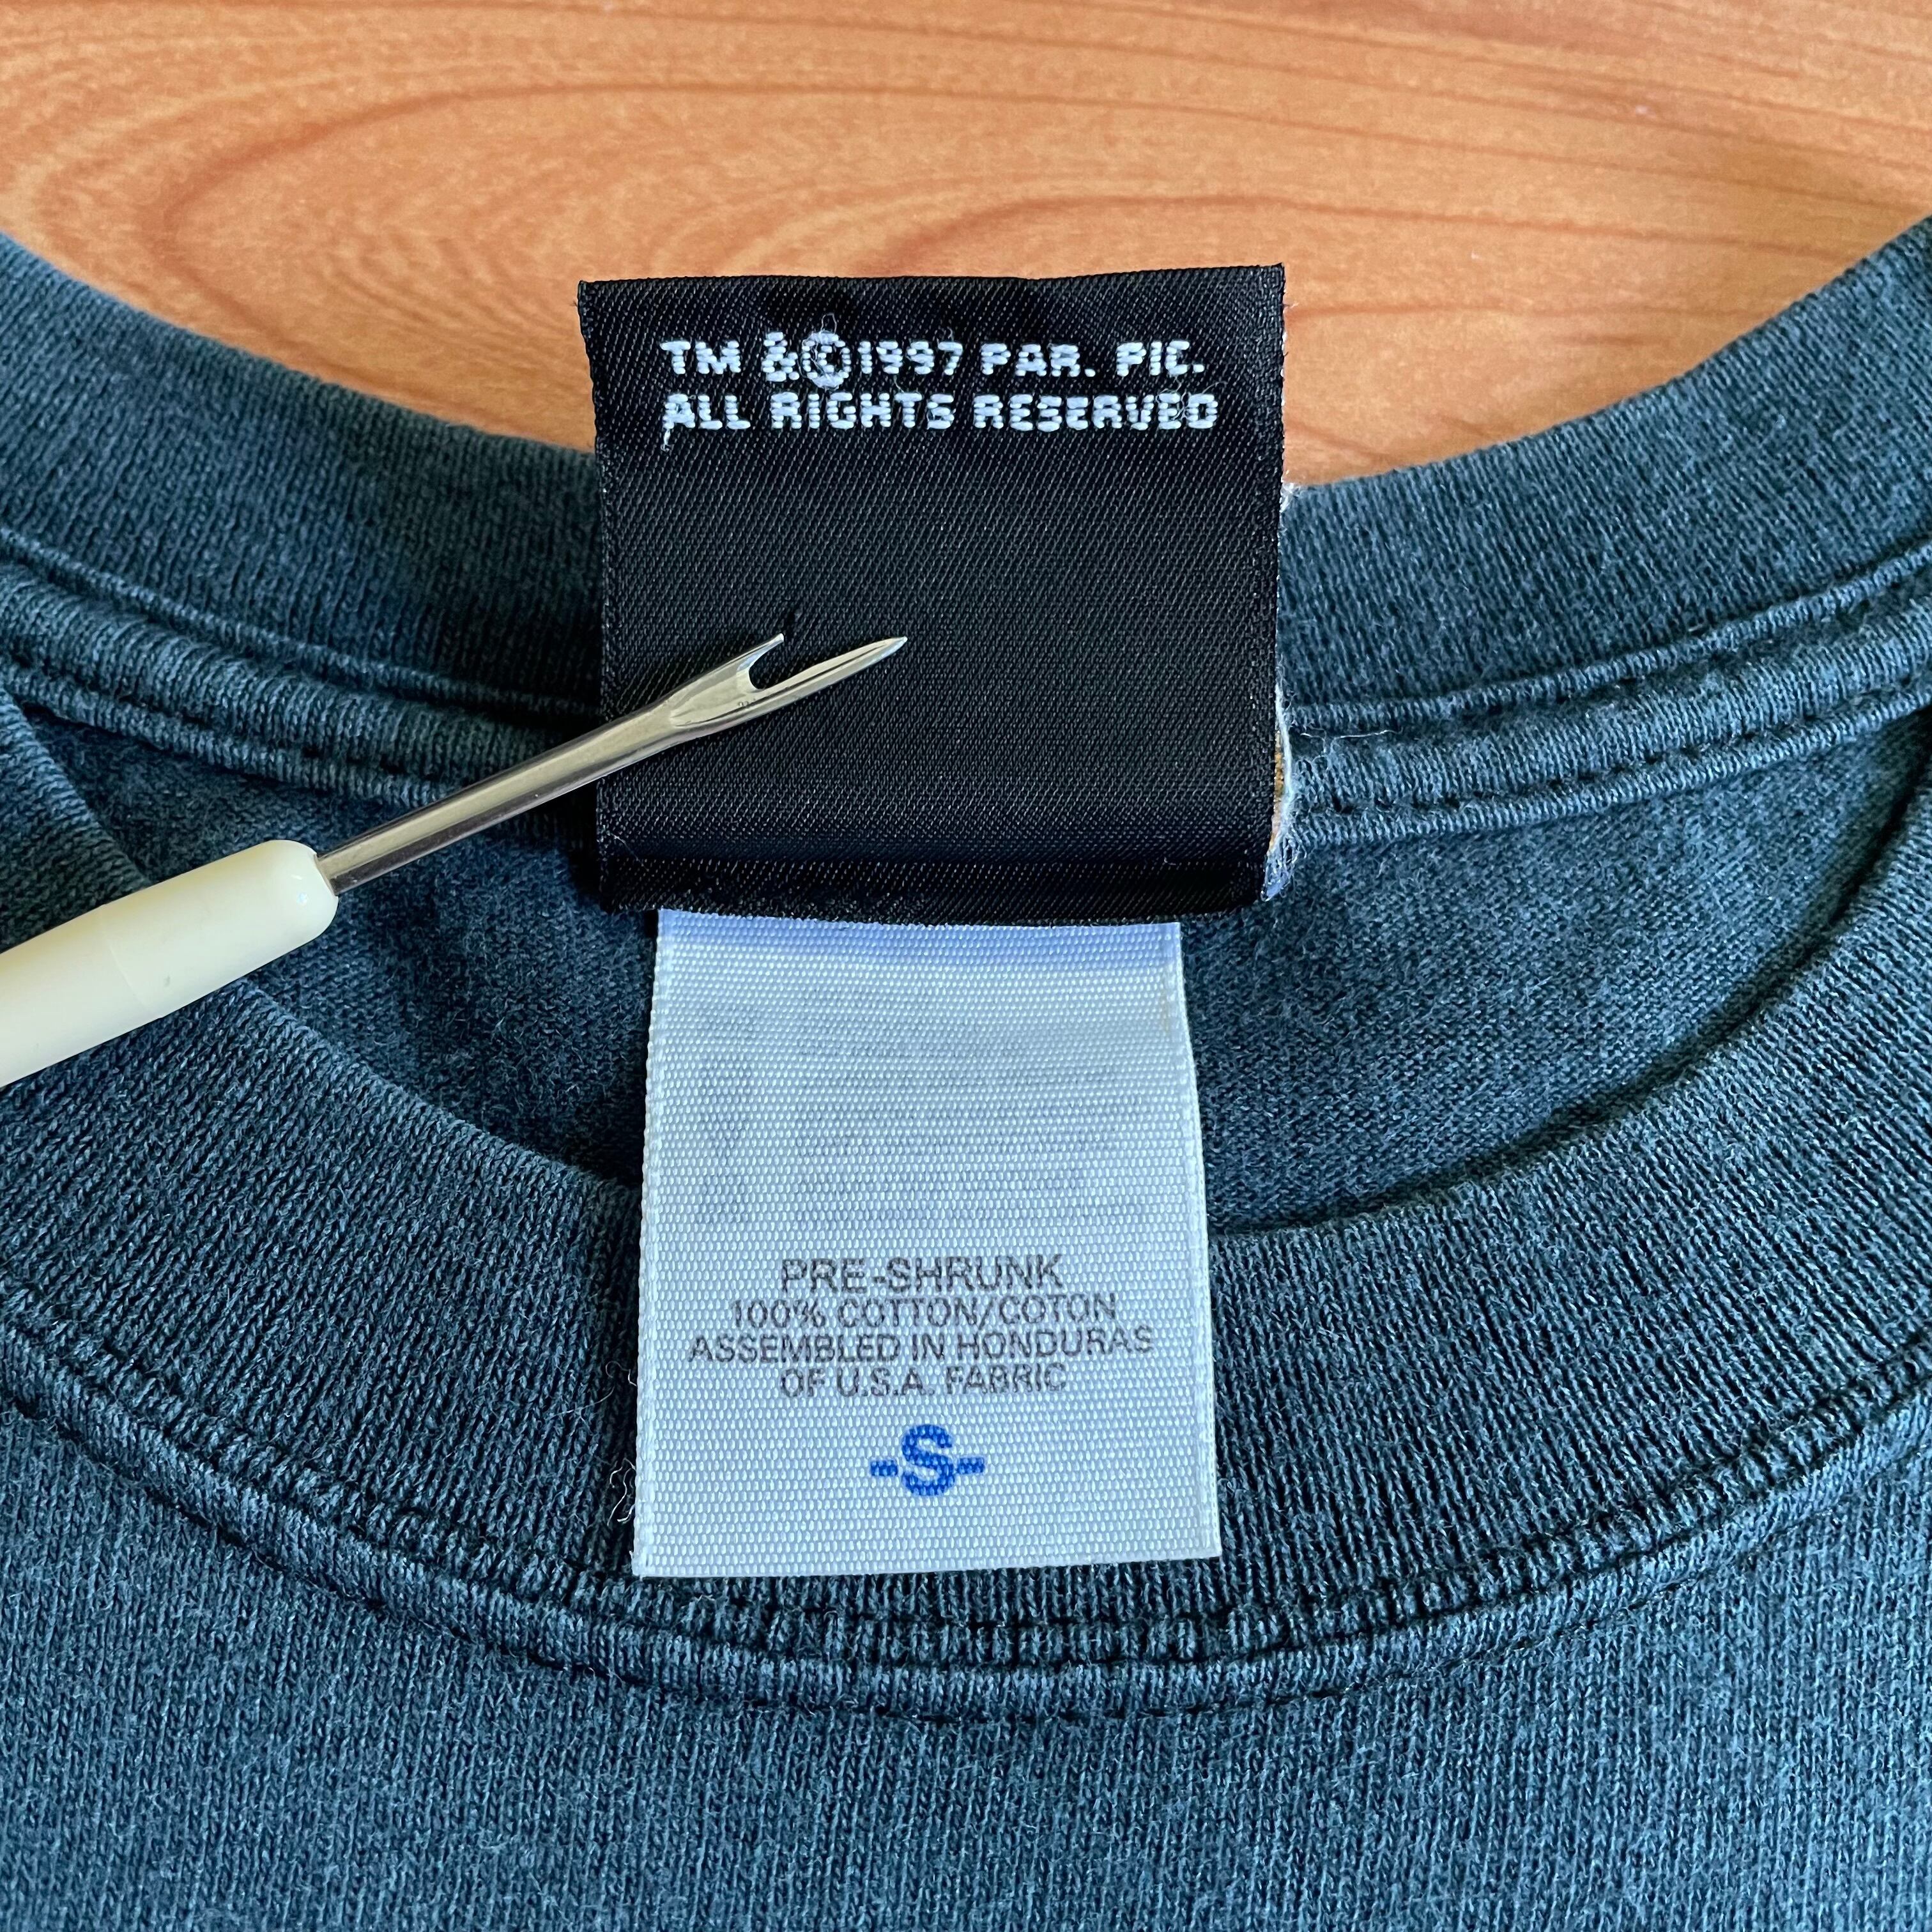 TM &©1997 PAR. PIC.
ALL RIGHTS RESERVED
PRE-SHRUNK
100% COTTON/COTON
ASSEMBLED IN HONDURAS
OF U.S.A. FABRIC
-S-